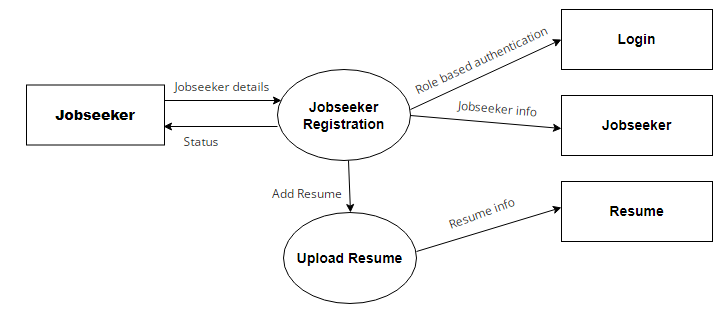 Login
Role based authentication
Jobseeker details
Jobseeker
Jobseeker
Registration
Jobseeker info
Jobseeker
Status
Add Resume
Resume info
Resume
Upload Resume